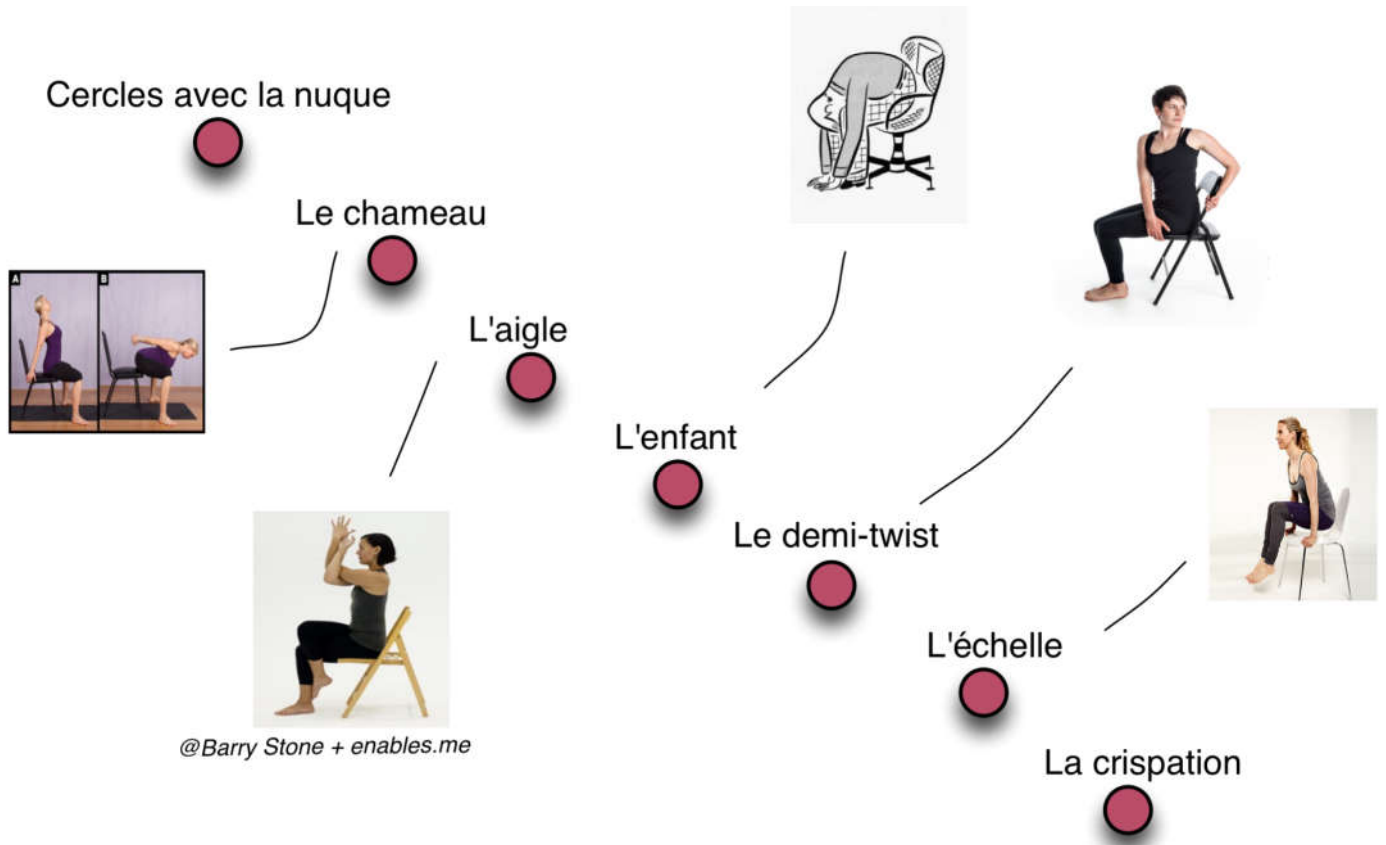 Cercles avec la nuque
Le chameau
A
B
L'aigle
L'enfant
Le demi-twist
L'échelle
La crispation
@Barry Stone + enables.me